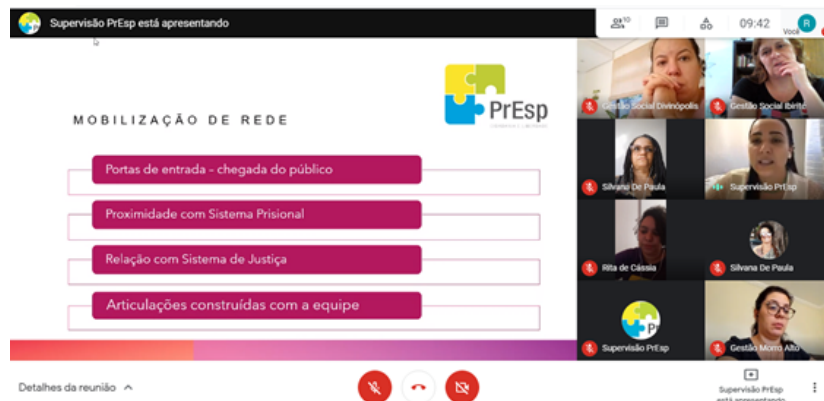 Supervisão PrEsp está apresentando
10
09:42
Você
R
MOBILIZAÇÃO DE REDE
PrEsp
Portas de entrada - chegada do público
Proximidade com Sistema Prisional
Relação com Sistema de Justiça
Articulações construídas com a equipe
Gestão Social Divinópolis
Gestão Social Ibirité
Silvana De Paula
Supervisão PrEsp
Rita de Cássia
Silvana De Paula
Supervisão PrEsp
Gestão Morro Alto
Detalhes da reunião
Supervisão PrEsp
está apresentando